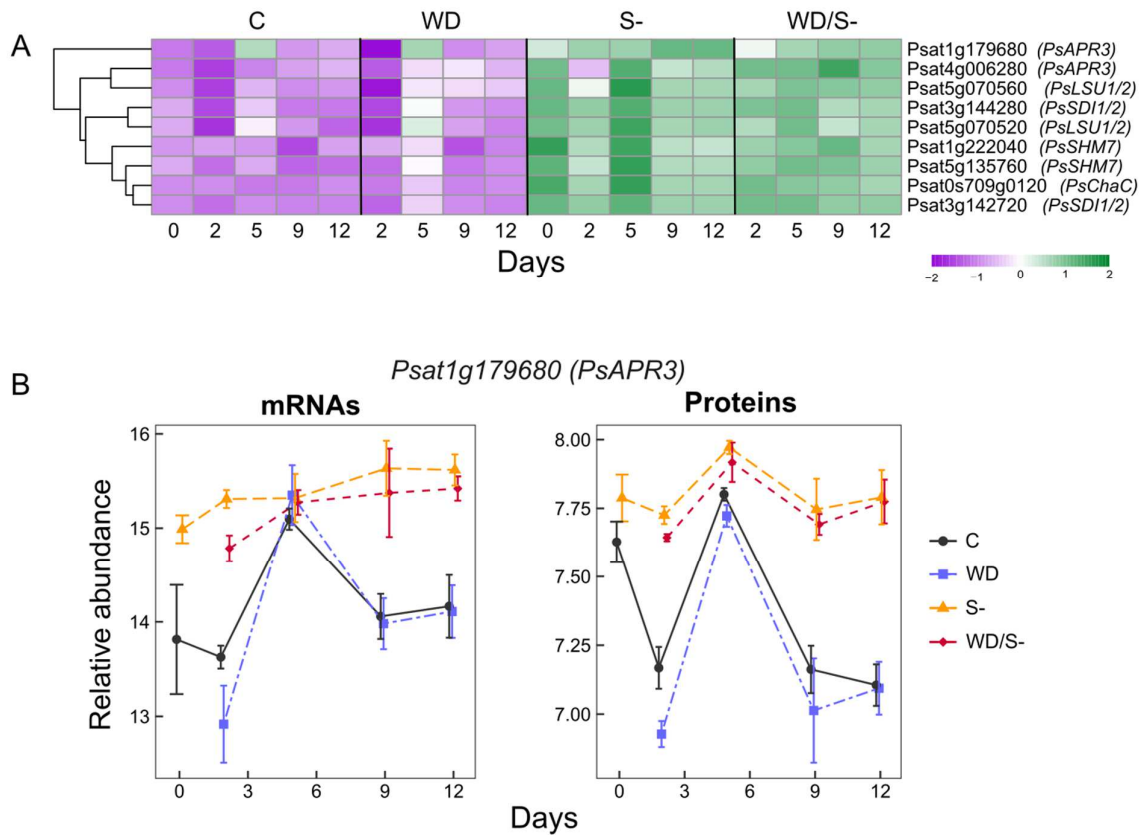 A
C WD S- WD/S-
Psat1g179680 (PsAPR3)
Psat4g006280 (PsAPR3)
Psat5g070560 (PsLSU1/2)
Psat3g144280 (PsSDI1/2)
Psat5g070520 (PsLSU1/2)
Psat1g222040 (PsSHM7)
Psat5g135760 (PsSHM7)
Psat0s709g0120 (PsChaC)
Psat3g142720 (PsSDI1/2)
0 2 5 9 12 2 5 9 12 0 2 5 9 12 2 5 9 12
Days
-2 -1 0 1 2
B
Psat1g179680 (PsAPR3)
mRNAs
Proteins
Relative abundance
16
15
14
13
0 3 6 9 12
8.00
7.75
7.50
7.25
7.00
0 3 6 9 12
Days
C
WD
S-
WD/S-